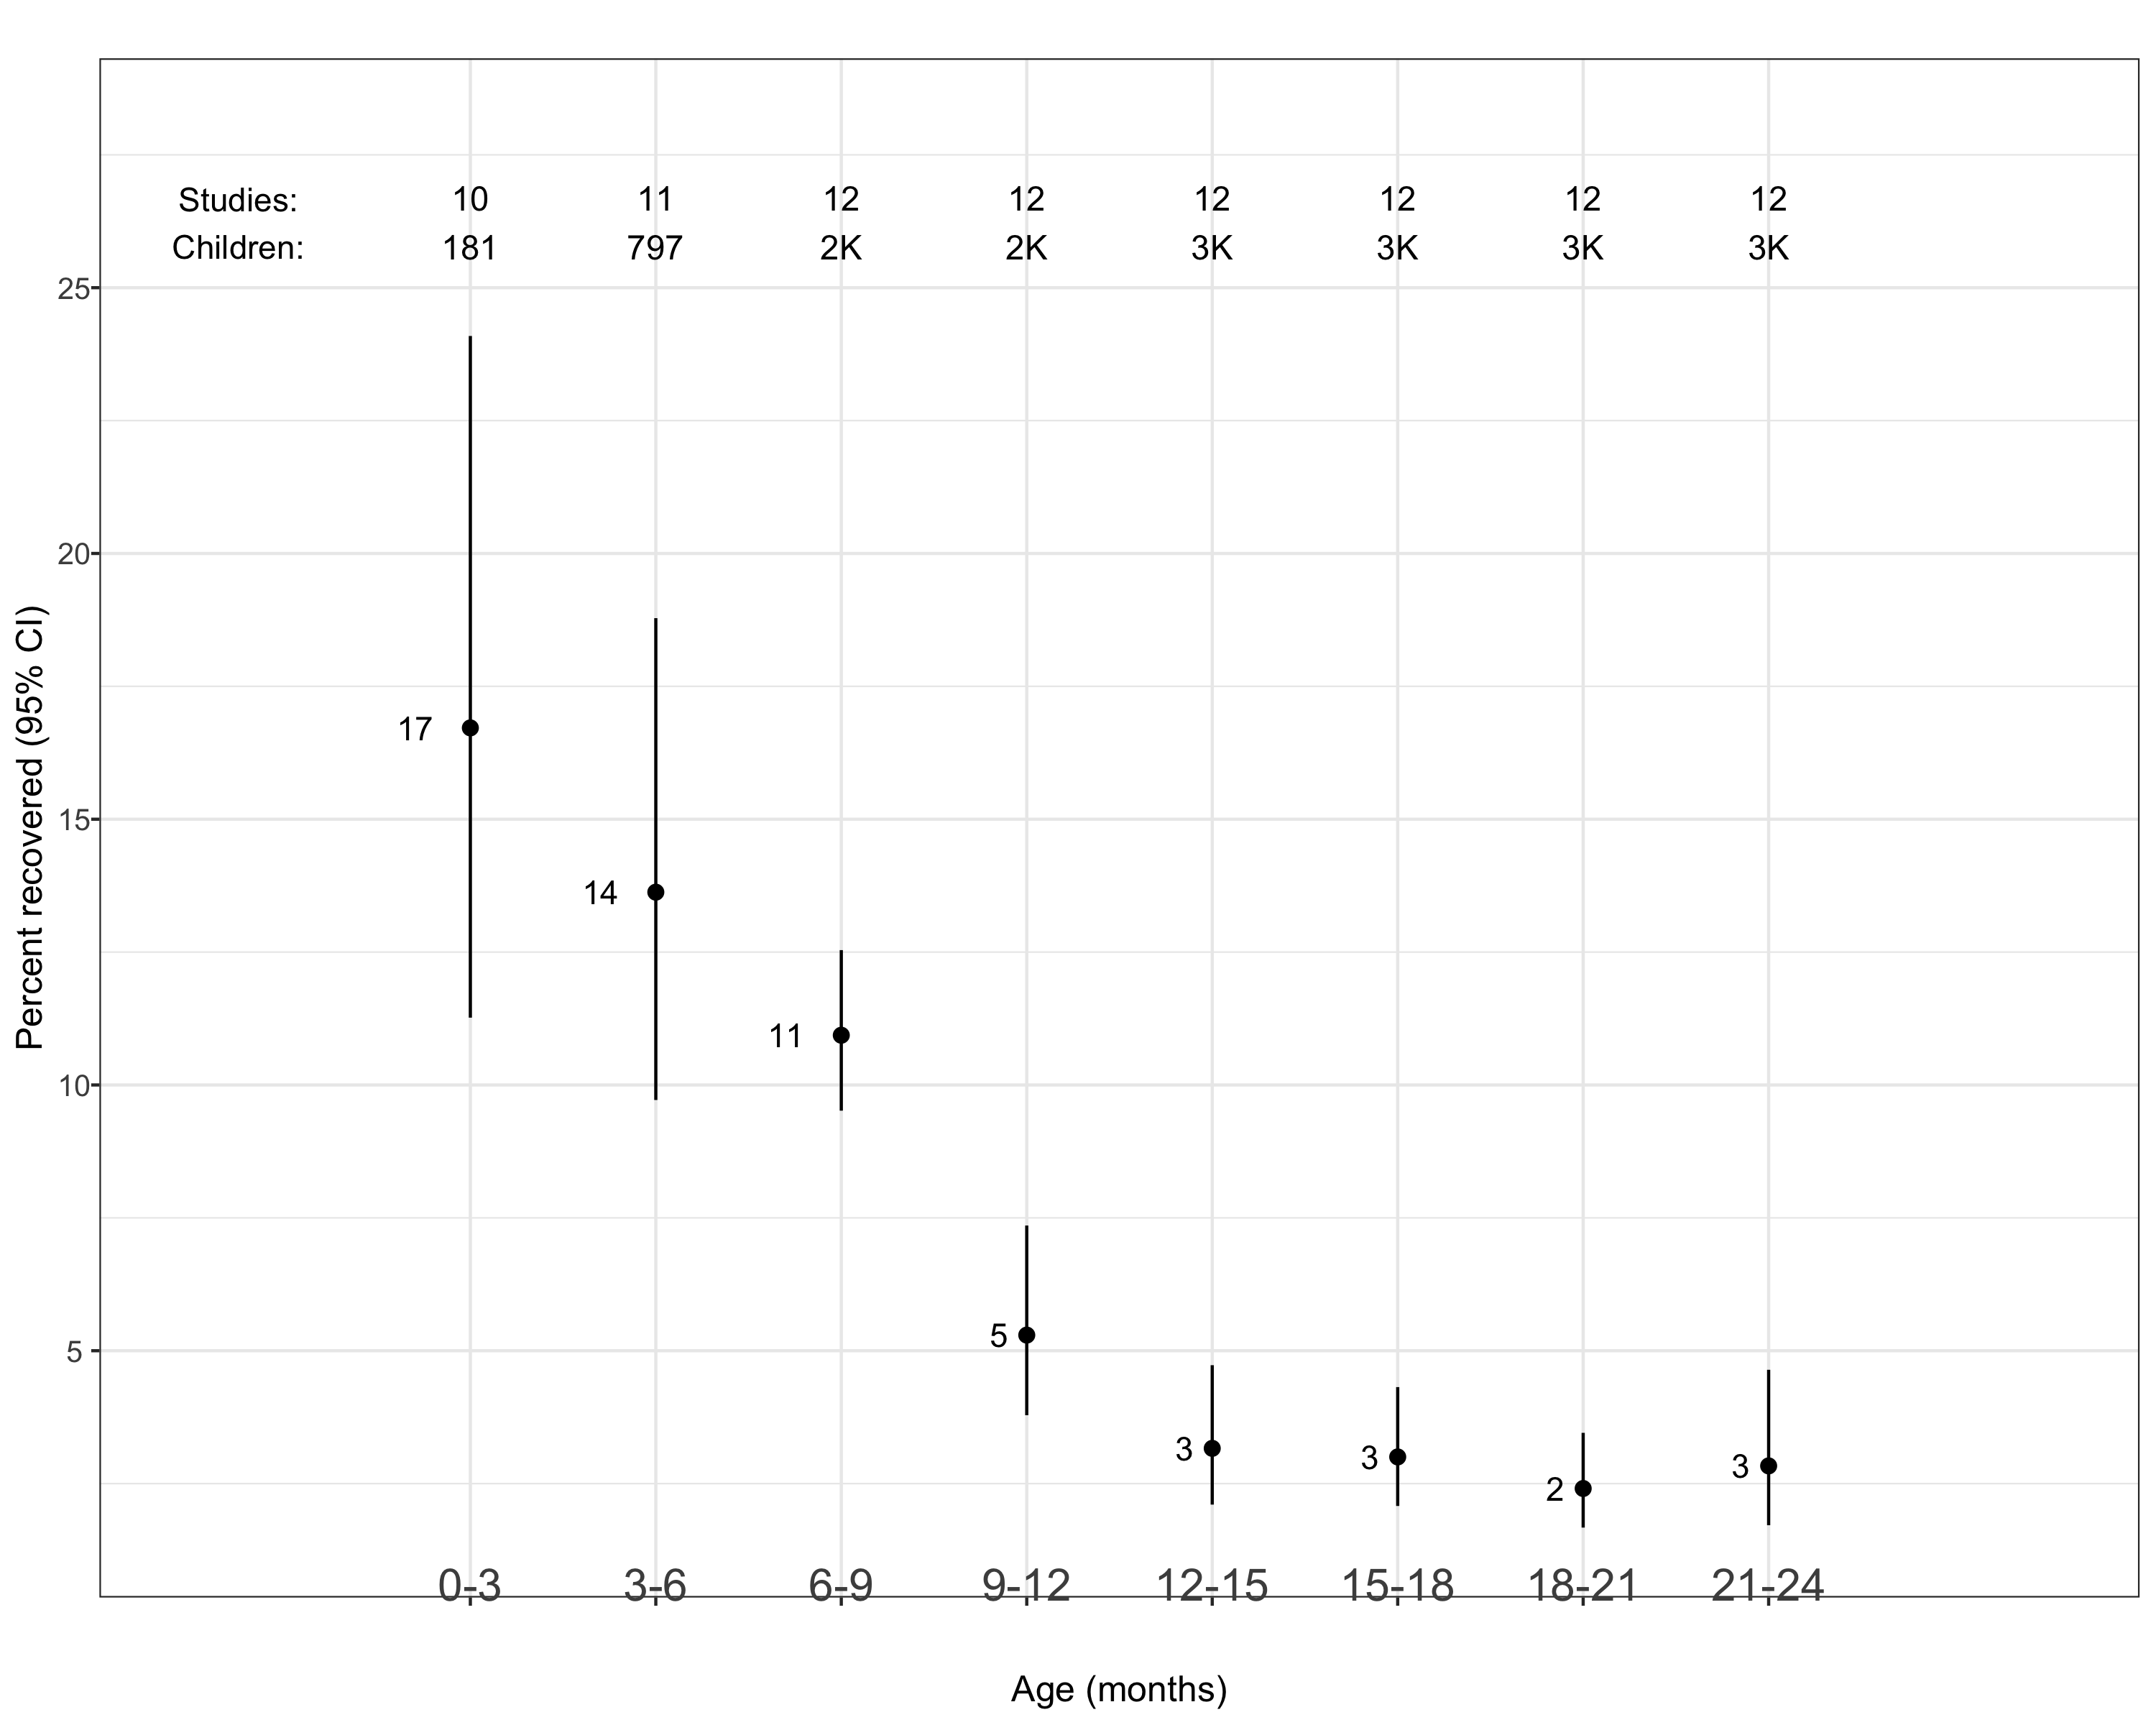 Studies: 10 11 12 12 12 12 12 12
Children: 181 797 2K 2K 3K 3K 3K 3K
25
20
17
15
14
11
10
5
5
3
3
2
3
0-3 3-6 6-9 9-12 12-15 15-18 18-21 21-24
Age (months)
Percent recovered (95% CI)